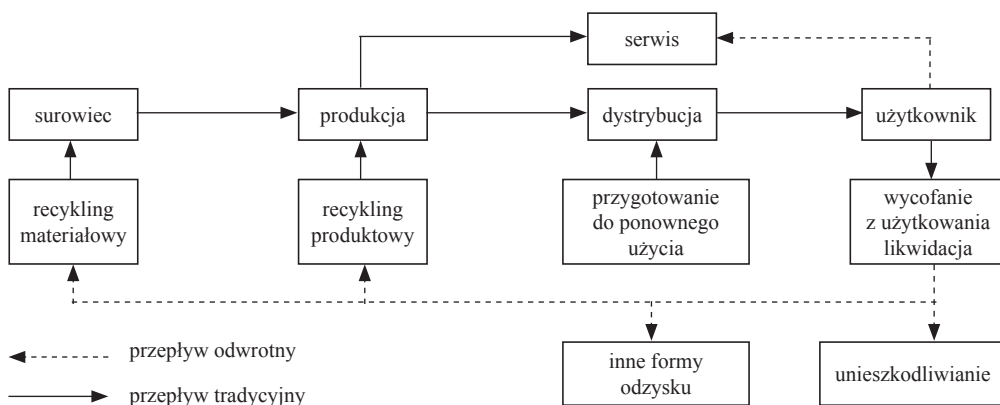 serwis
surowiec
produkcja
dystrybucja
użytkownik
recykling
materiałowy
recykling
produktowy
przygotowanie
do ponownego
użycia
wycofanie
z użytkowania
likwidacja
przepływ odwrotny
przepływ tradycyjny
inne formy
odzysku
unieszkodliwianie